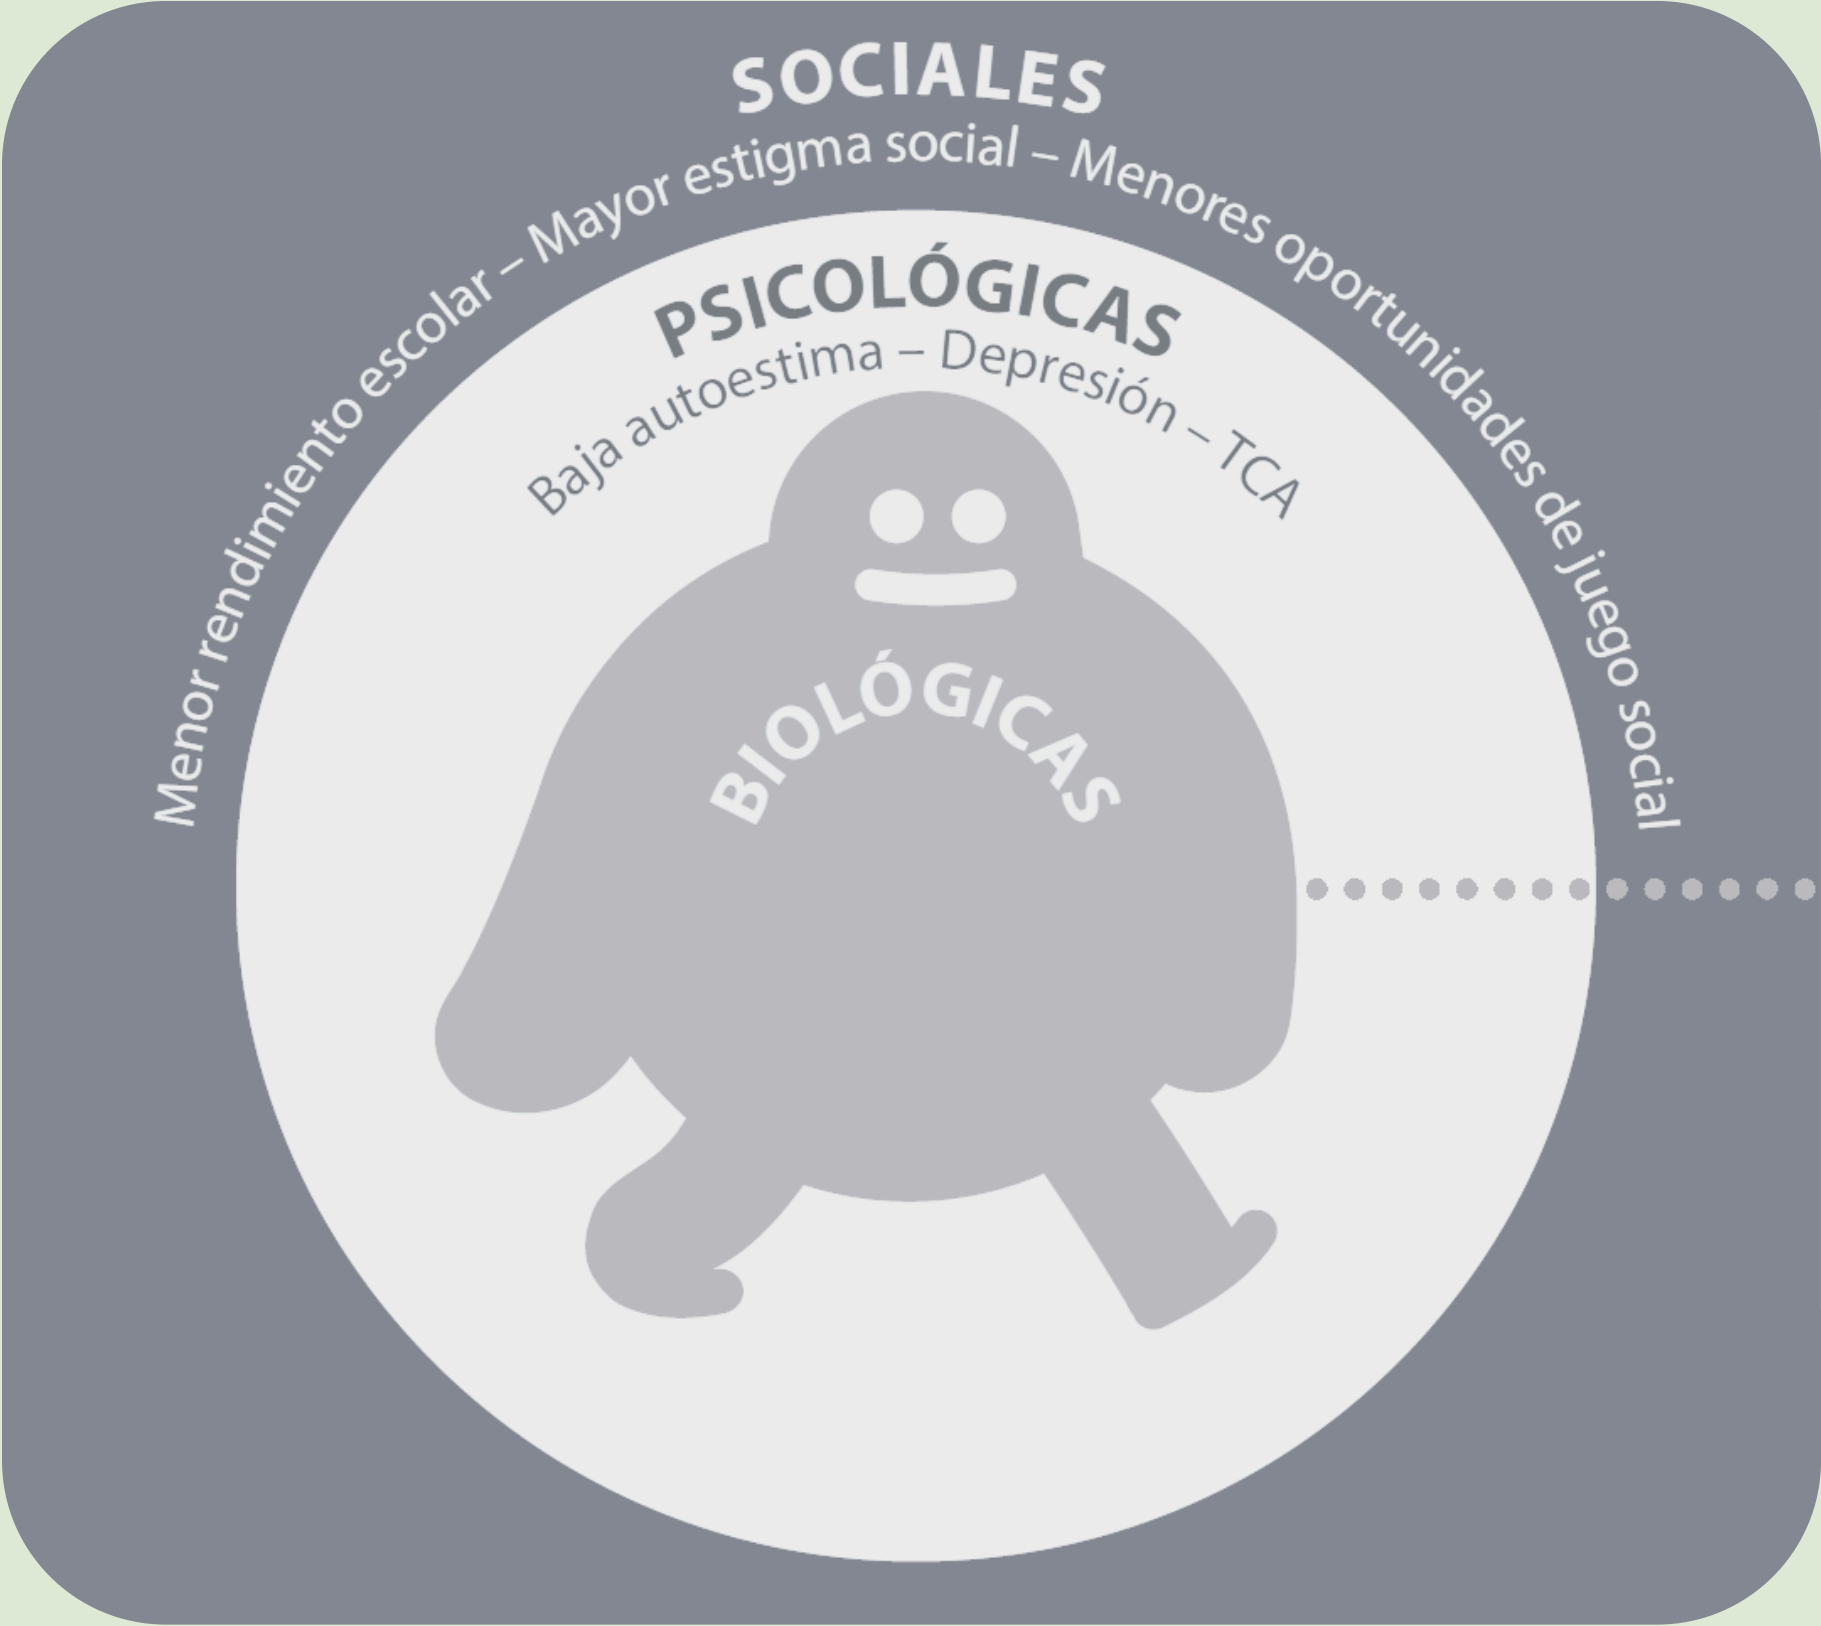 SOCIALES
Menor rendimiento escolar – Mayor estigma social – Menores oportunidades de juego social
PSICOLÓGICAS
Baja autoestima – Depresión – TCA
BIOLÓGICAS